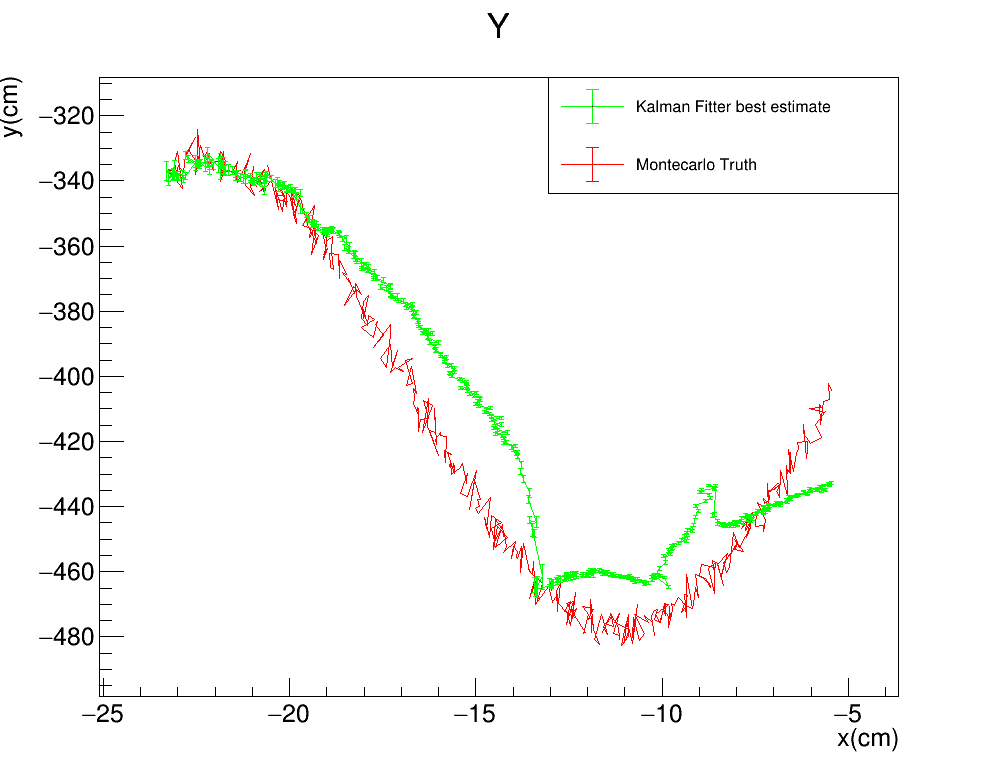 Y
y(cm)
Kalman Fitter best estimate
Montecarlo Truth
−320
−340
−360
−380
−400
−420
−440
−460
−480
−25 −20 −15 −10 −5
x(cm)